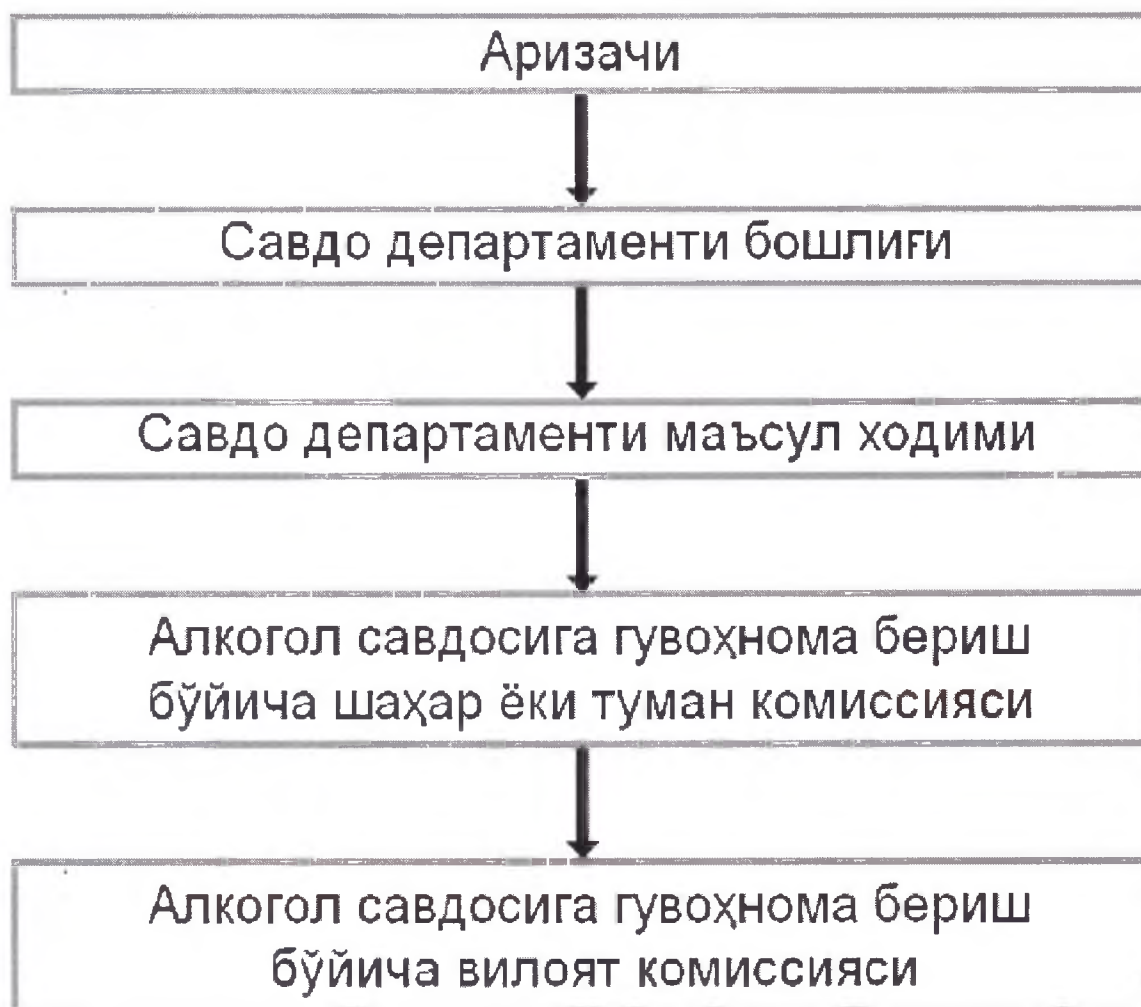 Аризачи
Савдо департаменти бошлиғи
Савдо департаменти маъсул ходими
Алкогол савдосига гувоҳнома бериш
бўйича шаҳар ёки туман комиссияси
Алкогол савдосига гувоҳнома бериш
бўйича вилоят комиссияси